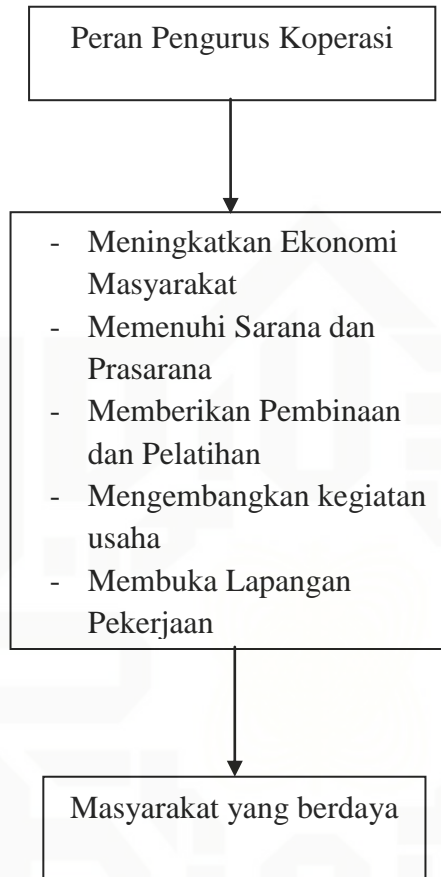 Peran Pengurus Koperasi
- Meningkatkan Ekonomi
Masyarakat
- Memenuhi Sarana dan
Prasarana
- Memberikan Pembinaan
dan Pelatihan
- Mengembangkan kegiatan
usaha
- Membuka Lapangan
Pekerjaan
Masyarakat yang berdaya